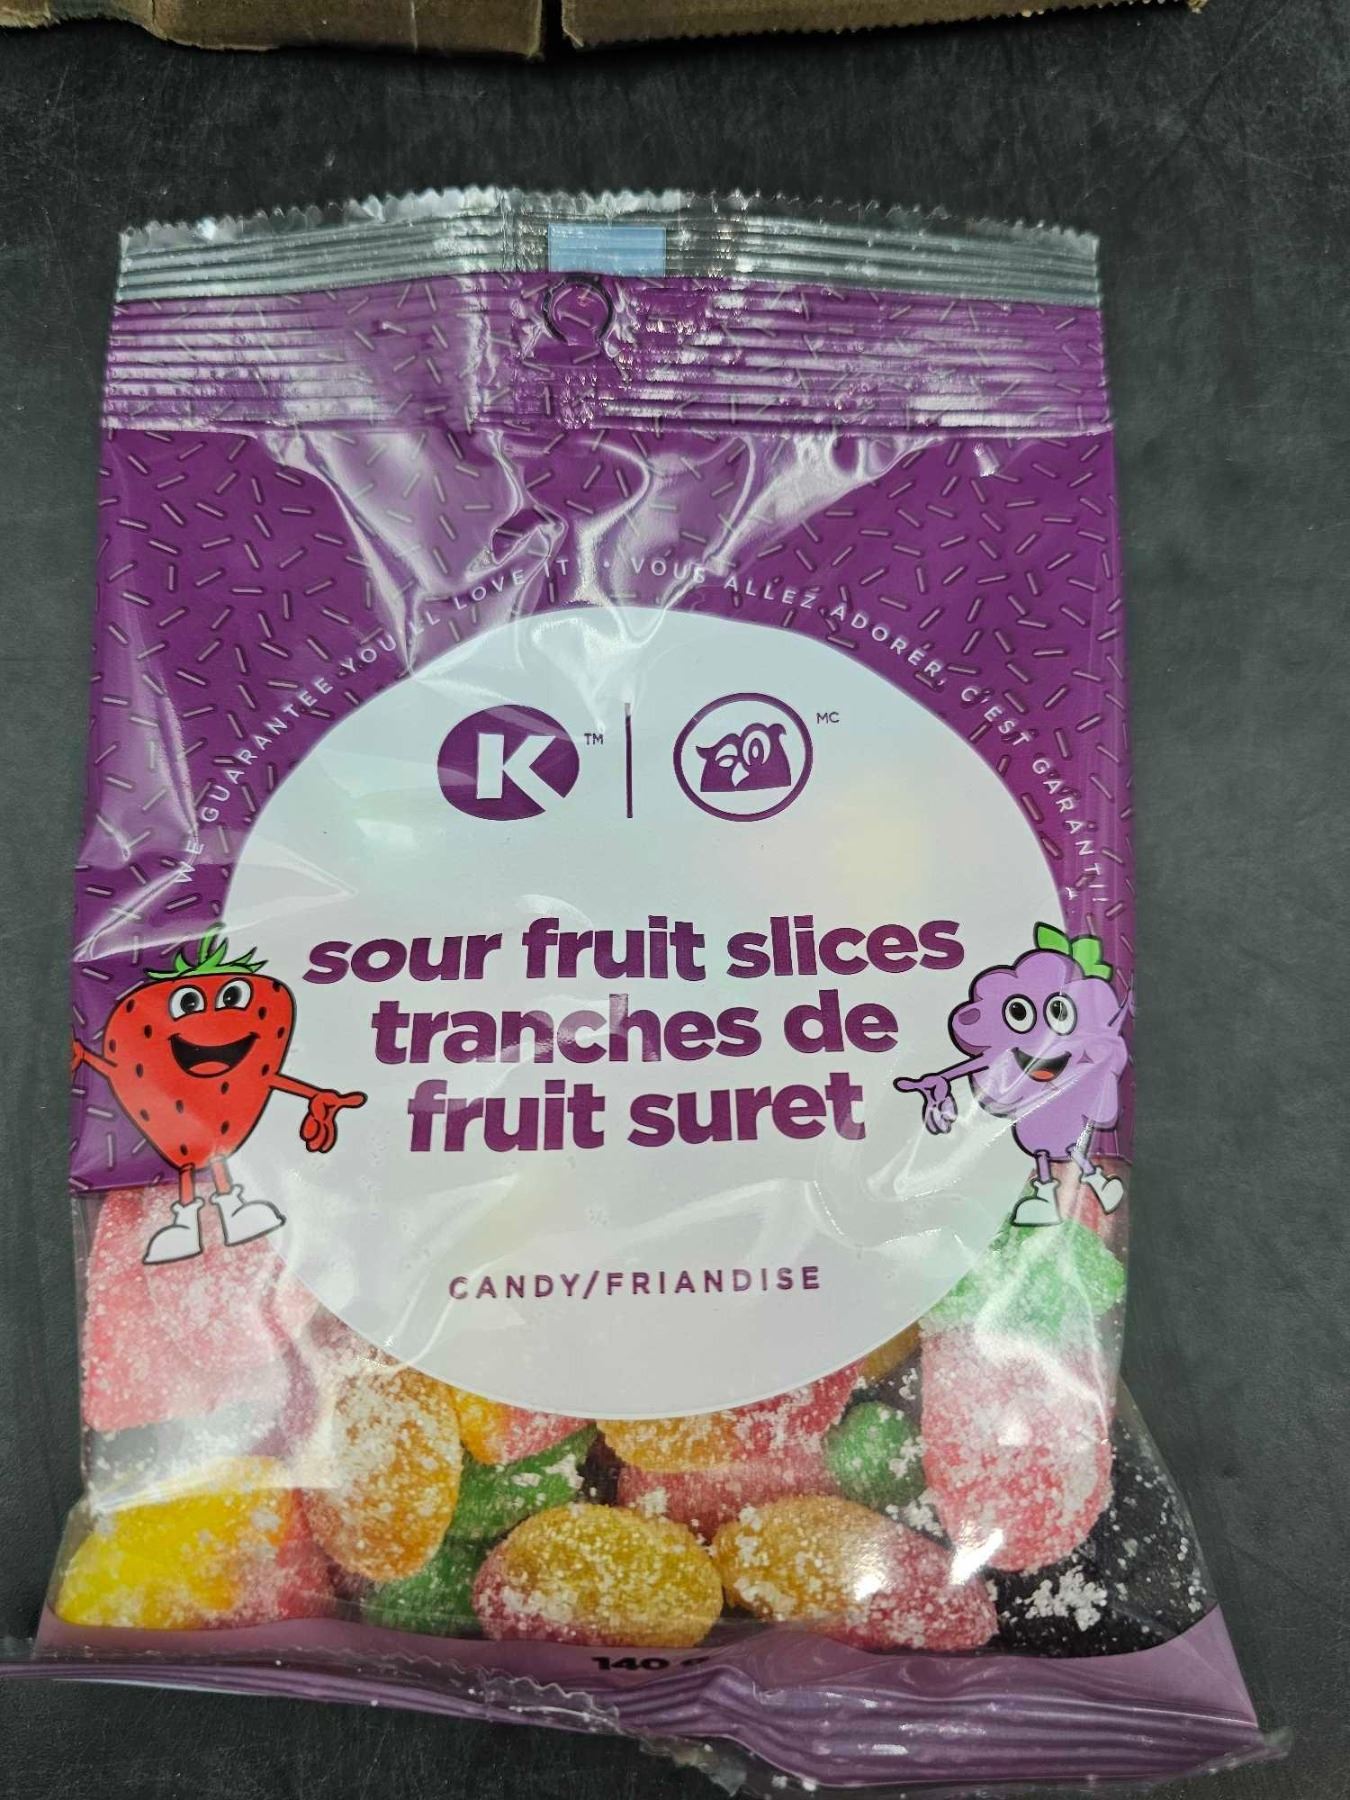 WE GUARANTEE YOU'LL LOVE IT! • VOUS ALLEZ ADORER, C'EST GARANTI!
K™
MC
sour fruit slices
tranches de
fruit suret
CANDY/FRIANDISE
140 g